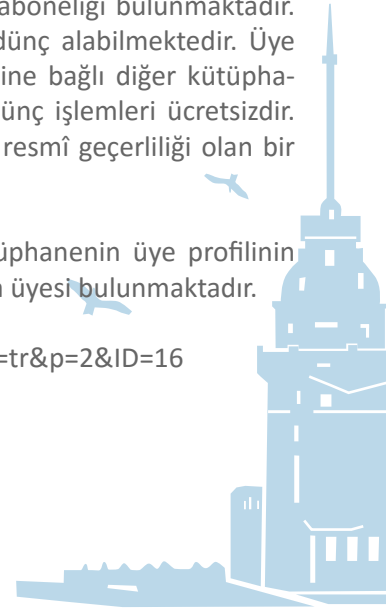 aboneliği bulunmaktadır.
dünç alabilmektedir. Üye
ine bağlı diğer kütüpha-
ünç işlemleri ücretsizdir.
resmî geçerliliği olan bir
üphanenin üye profilinin
üyesi bulunmaktadır.
=tr&p=2&ID=16